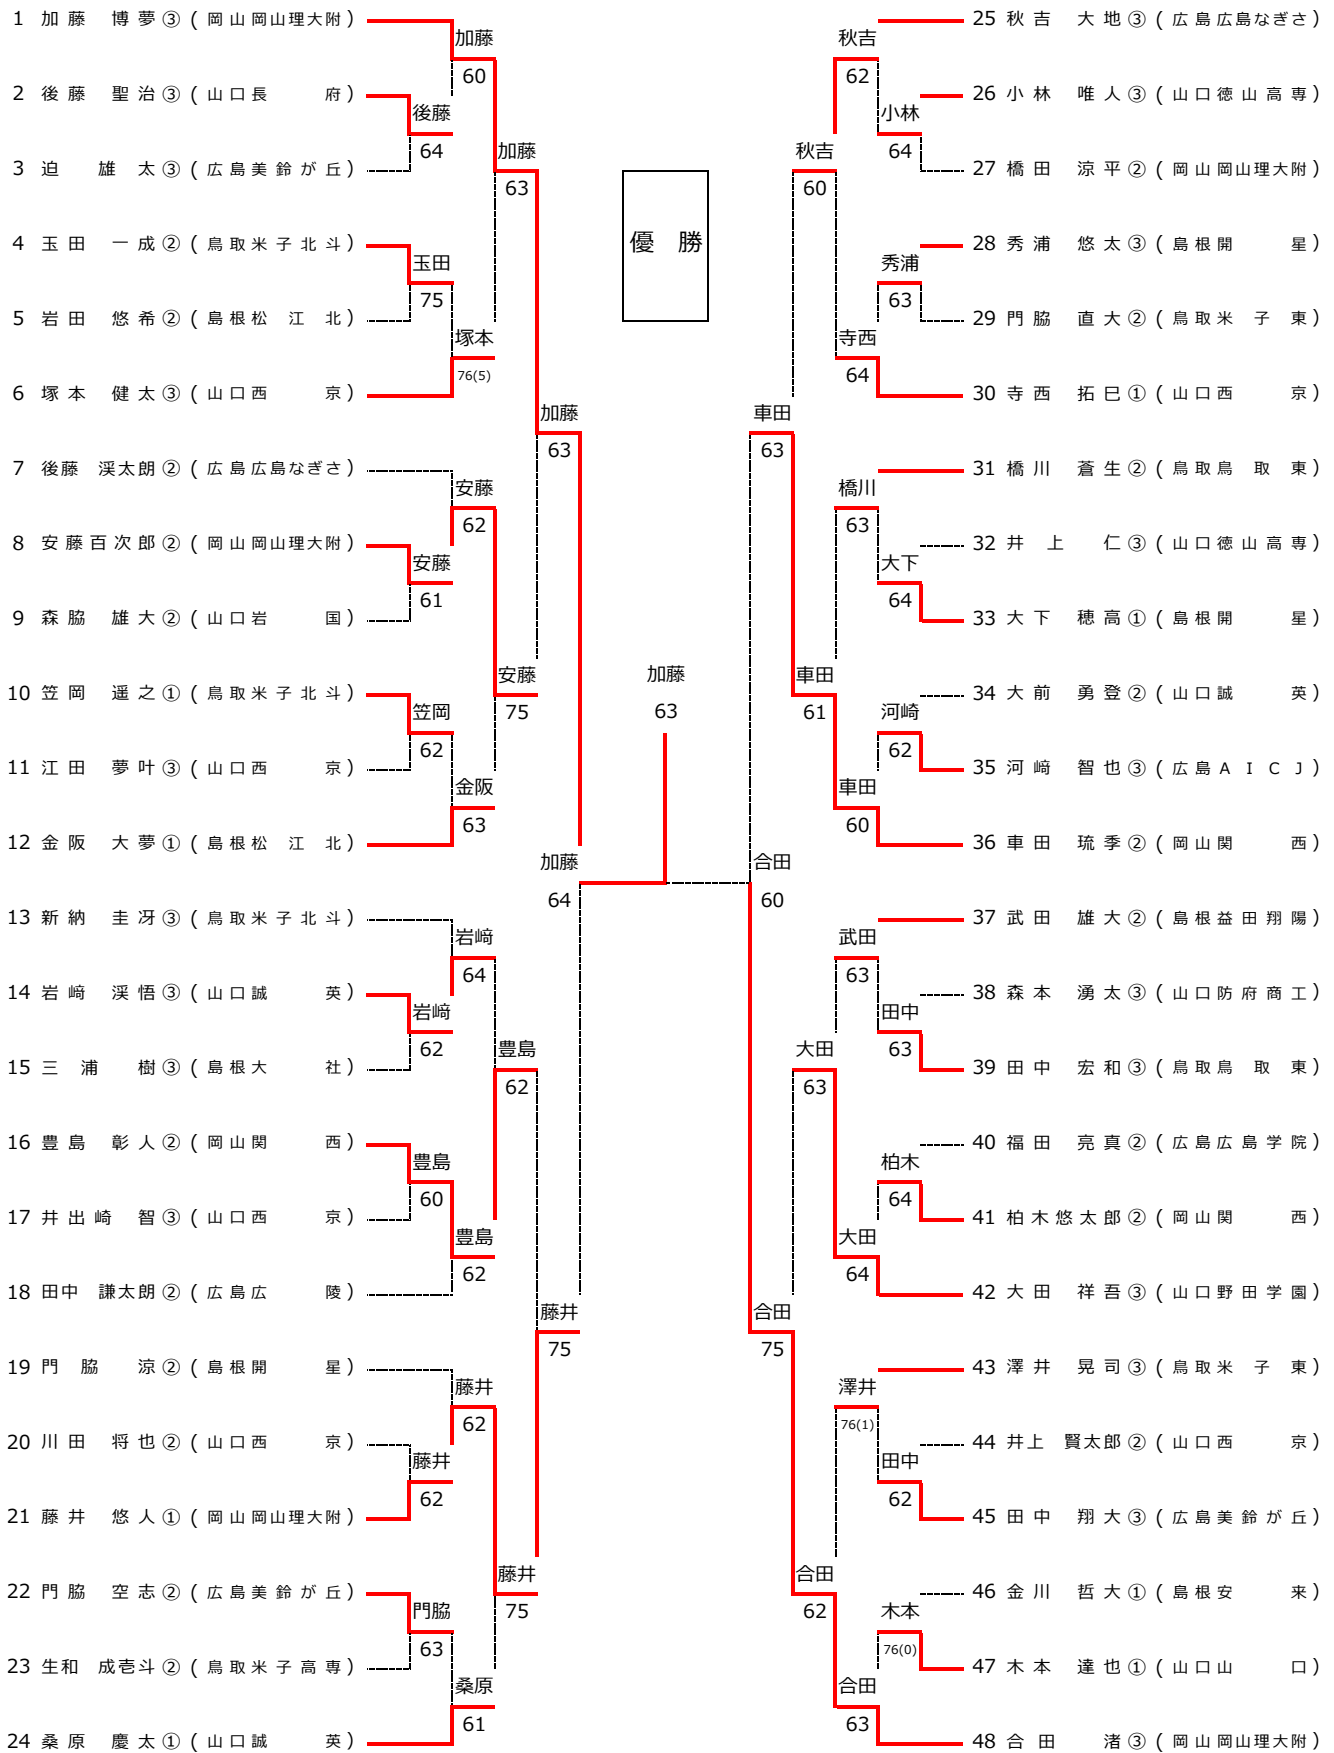 1 加藤 博夢③(岡山岡山理大附)
2 後藤 聖治③(山口長 府)
3 迫 雄太③(広島美鈴が丘)
4 玉田 一成②(鳥取米子北斗)
5 岩田 悠希②(島根松江北)
6 塚本 健太③(山口西 京)
7 後藤 渓太朗②(広島広島なぎさ)
8 安藤百次郎②(岡山岡山理大附)
9 森脇 雄大②(山口岩 国)
10 笠岡 遥之①(鳥取米子北斗)
11 江田 夢叶③(山口西 京)
12 金阪 大夢①(島根松江北)
13 新納 圭冴③(鳥取米子北斗)
14 岩﨑 渓悟③(山口誠 英)
15 三浦 樹③(島根大 社)
16 豊島 彰人②(岡山関 西)
17 井出崎 智③(山口西 京)
18 田中 謙太朗②(広島広 陵)
19 門脇 涼②(島根開 星)
20 川田 将也②(山口西 京)
21 藤井 悠人①(岡山岡山理大附)
22 門脇 空志②(広島美鈴が丘)
23 生和 成壱斗②(鳥取米子高専)
24 桑原 慶太①(山口誠 英)
後藤
64
玉田
75
安藤
61
笠岡
62
岩﨑
62
豊島
60
藤井
62
門脇
63
加藤
60
塚本
76(5)
安藤
62
金阪
63
岩﨑
64
豊島
62
藤井
62
桑原
61
加藤
63
安藤
75
豊島
62
藤井
75
加藤
63
藤井
75
加藤
64
優 勝
加藤
63
合田
60
車田
63
合田
75
秋吉
60
車田
61
大田
63
合田
62
秋吉
62
寺西
64
橋川
63
車田
60
武田
63
大田
64
澤井
76(1)
合田
63
小林
64
秀浦
63
大下
64
河崎
62
田中
63
柏木
64
田中
62
木本
76(0)
25 秋吉 大地③(広島広島なぎさ)
26 小林 唯人③(山口徳山高専)
27 橋田 涼平②(岡山岡山理大附)
28 秀浦 悠太③(島根開 星)
29 門脇 直大②(鳥取米子東)
30 寺西 拓巳①(山口西 京)
31 橋川 蒼生②(鳥取鳥取東)
32 井上 仁③(山口徳山高専)
33 大下 穂高①(島根開 星)
34 大前 勇登②(山口誠 英)
35 河﨑 智也③(広島AICJ)
36 車田 琉季②(岡山関 西)
37 武田 雄大②(島根益田翔陽)
38 森本 湧太③(山口防府商工)
39 田中 宏和③(鳥取鳥取東)
40 福田 亮真②(広島広島学院)
41 柏木悠太郎②(岡山関 西)
42 大田 祥吾③(山口野田学園)
43 澤井 晃司③(鳥取米子東)
44 井上 賢太郎②(山口西 京)
45 田中 翔大③(広島美鈴が丘)
46 金川 哲大①(島根安 来)
47 木本 達也①(山口山 口)
48 合田 渚③(岡山岡山理大附)